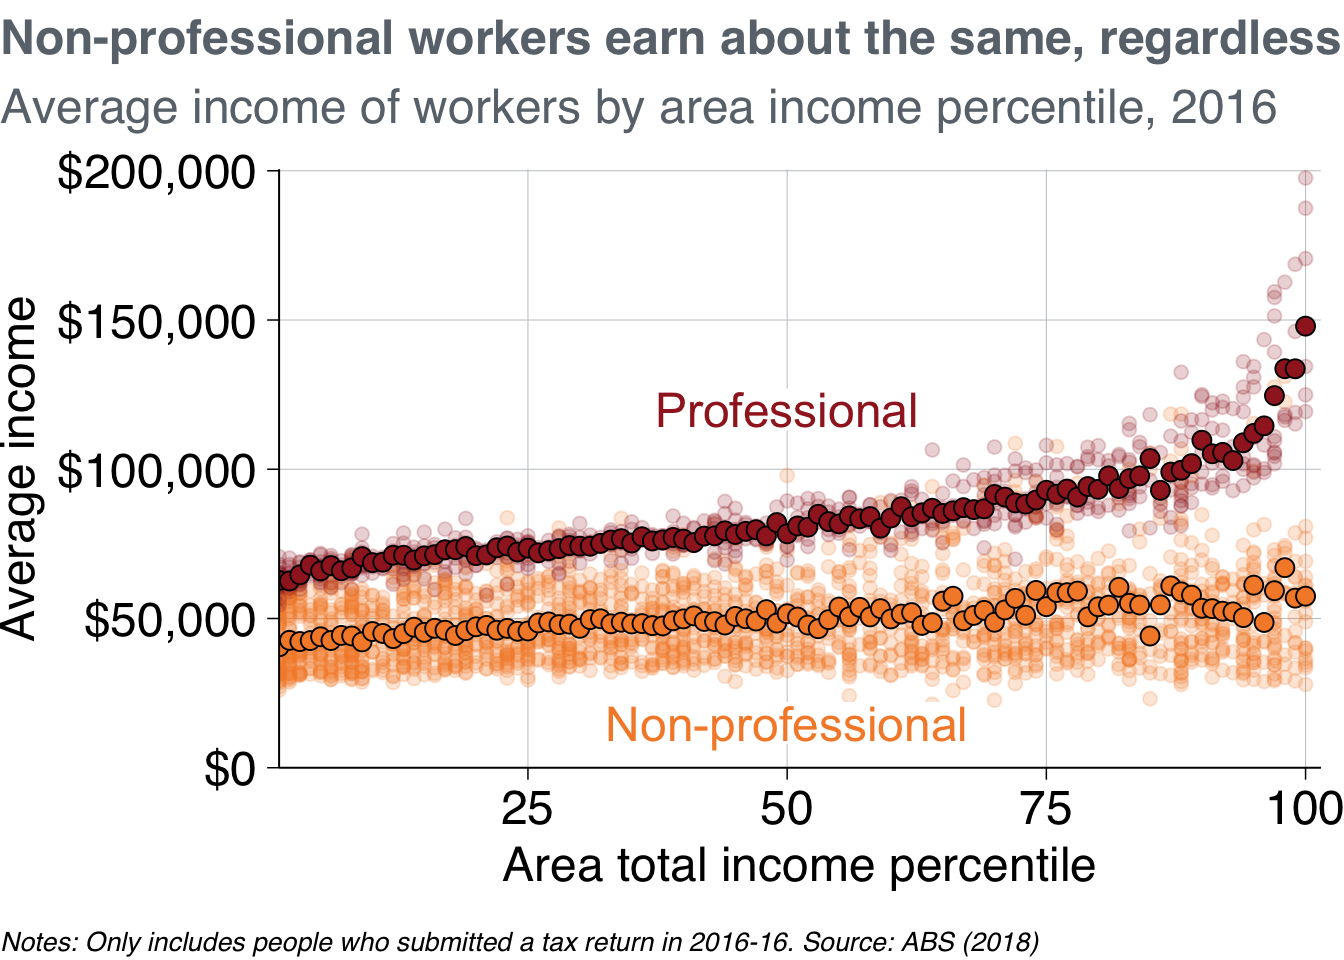 Non-professional workers earn about the same, regardless
Average income of workers by area income percentile, 2016
$200,000
$150,000
$100,000
$50,000
$0
Average income
Professional
Non-professional
25
50
75
100
Area total income percentile
Notes: Only includes people who submitted a tax return in 2016-16. Source: ABS (2018)